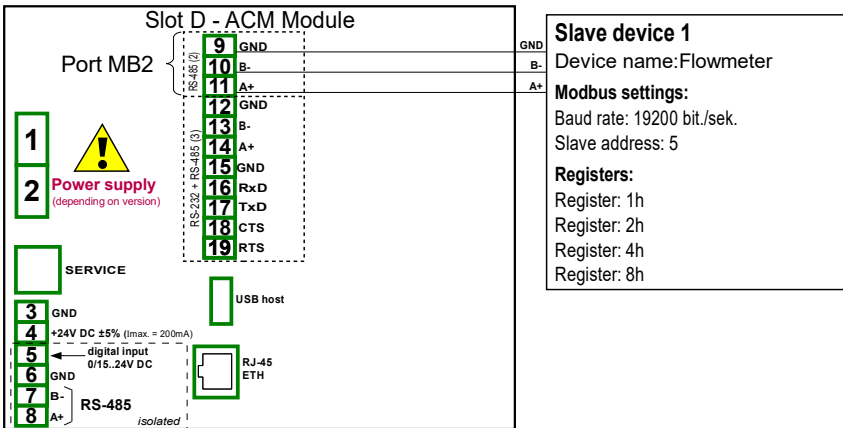 Slot D - ACM Module
Port MB2
RS-485 (2)
9 GND
10 B-
11 A+
RS-232 + RS-485 (3)
12 GND
13 B-
14 A+
15 GND
16 RxD
17 TxD
18 CTS
19 RTS
1
2
Power supply
(depending on version)
SERVICE
USB host
3 GND
4 +24V DC ±5% (Imax. = 200mA)
5 digital input
0/15..24V DC
6 GND
7 B-
8 A+
RS-485
isolated
RJ-45
ETH
GND
B-
A+
Slave device 1
Device name:Flowmeter
Modbus settings:
Baud rate: 19200 bit./sek.
Slave address: 5
Registers:
Register: 1h
Register: 2h
Register: 4h
Register: 8h